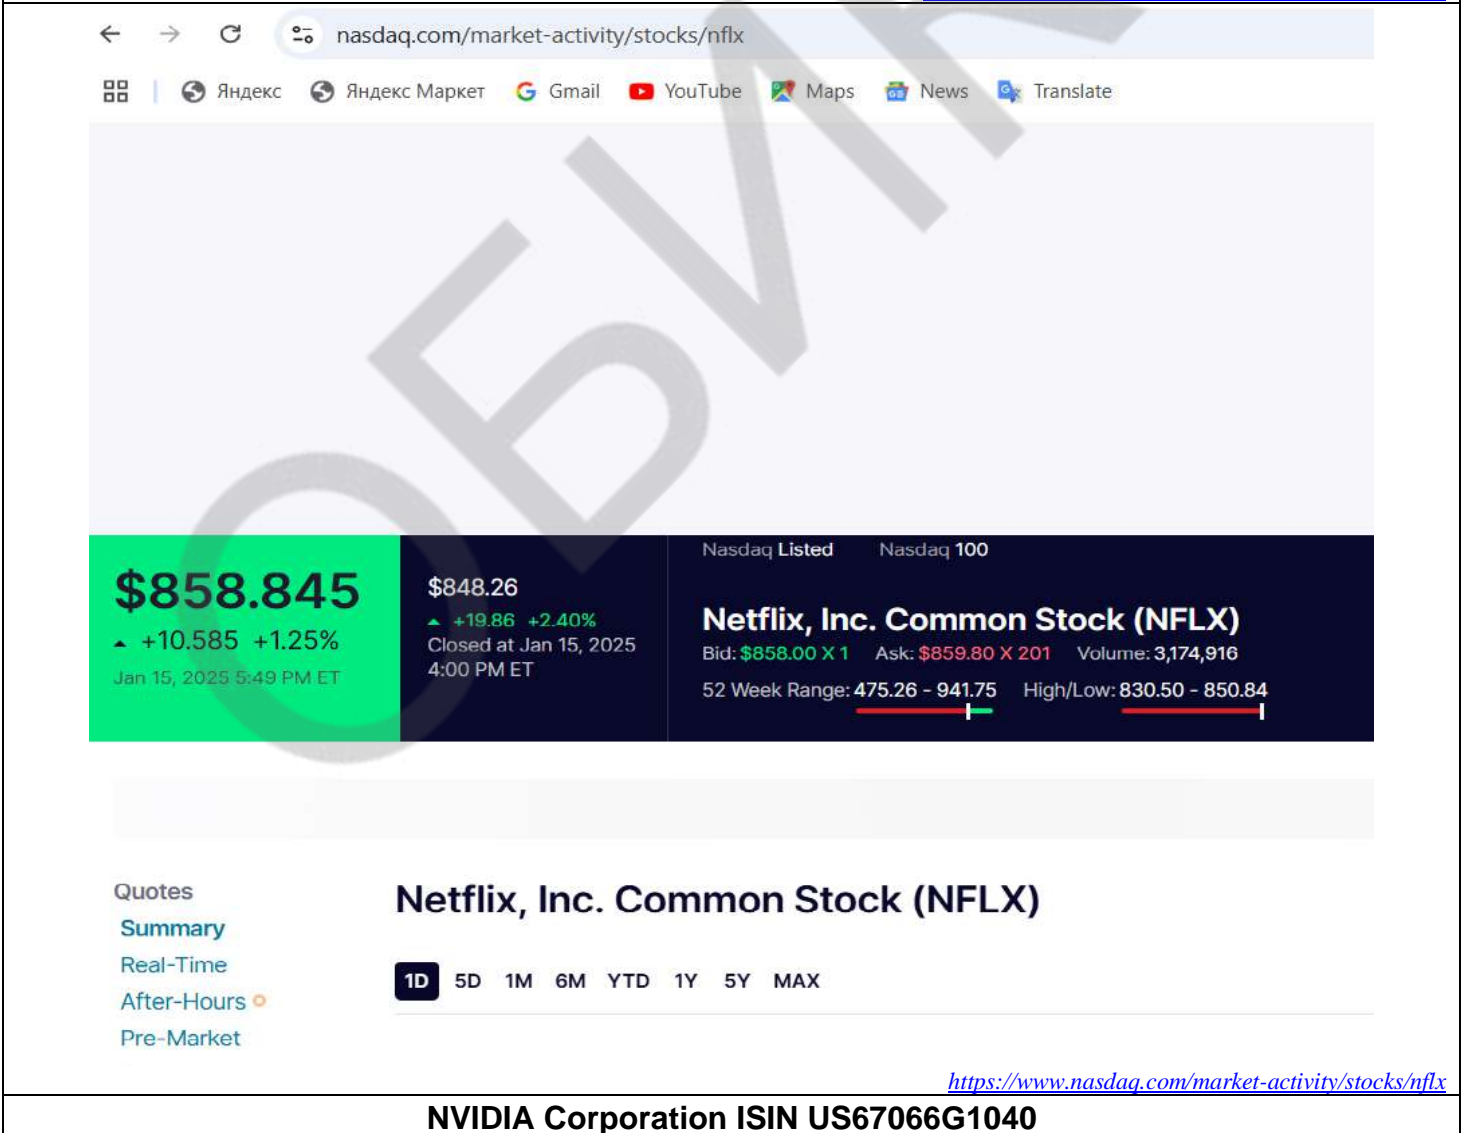 nasdaq.com/market-activity/stocks/nflx
Яндекс Яндекс Маркет Gmail YouTube Maps News Translate
ОБИК
Nasdaq Listed Nasdaq 100
$858.845
+10.585 +1.25%
Jan 15, 2025 5:49 PM ET
$848.26
+19.86 +2.40%
Closed at Jan 15, 2025
4:00 PM ET
Netflix, Inc. Common Stock (NFLX)
Bid: $858.00 X 1 Ask: $859.80 X 201 Volume: 3,174,916
52 Week Range: 475.26 - 941.75 High/Low: 830.50 - 850.84
Quotes
Summary
Real-Time
After-Hours
Pre-Market
Netflix, Inc. Common Stock (NFLX)
1D 5D 1M 6M YTD 1Y 5Y MAX
https://www.nasdaq.com/market-activity/stocks/nflx
NVIDIA Corporation ISIN US67066G1040